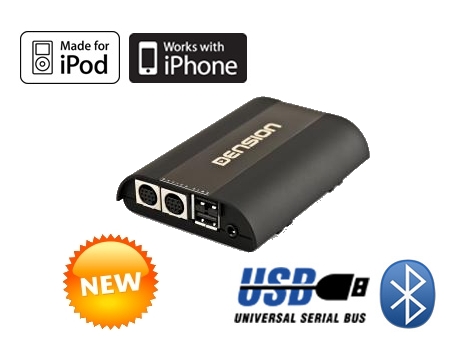 Made for
iPod
Works with
iPhone
DENSION
NEW
USB
UNIVERSAL SERIAL BUS